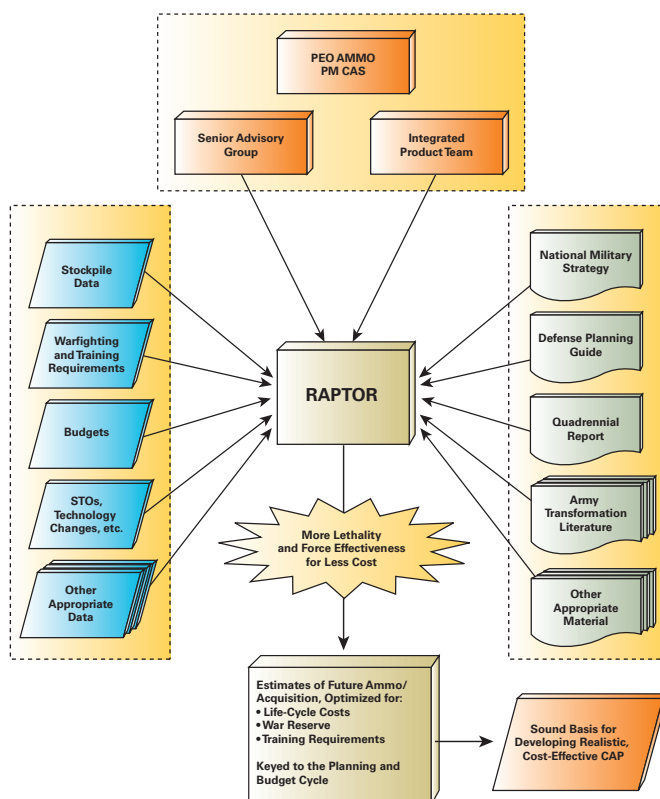 PEO AMMO
PM CAS
Senior Advisory
Group
Integrated
Product Team
Stockpile
Data
Warfighting
and Training
Requirements
Budgets
STOs,
Technology
Changes, etc.
Other
Appropriate
Data
RAPTOR
National Military
Strategy
Defense Planning
Guide
Quadrennial
Report
Army
Transformation
Literature
Other
Appropriate
Material
More Lethality
and Force Effectiveness
for Less Cost
Estimates of Future Ammo/
Acquisition, Optimized for:
• Life-Cycle Costs
• War Reserve
• Training Requirements
Keyed to the Planning and
Budget Cycle
Sound Basis for
Developing Realistic,
Cost-Effective CAP